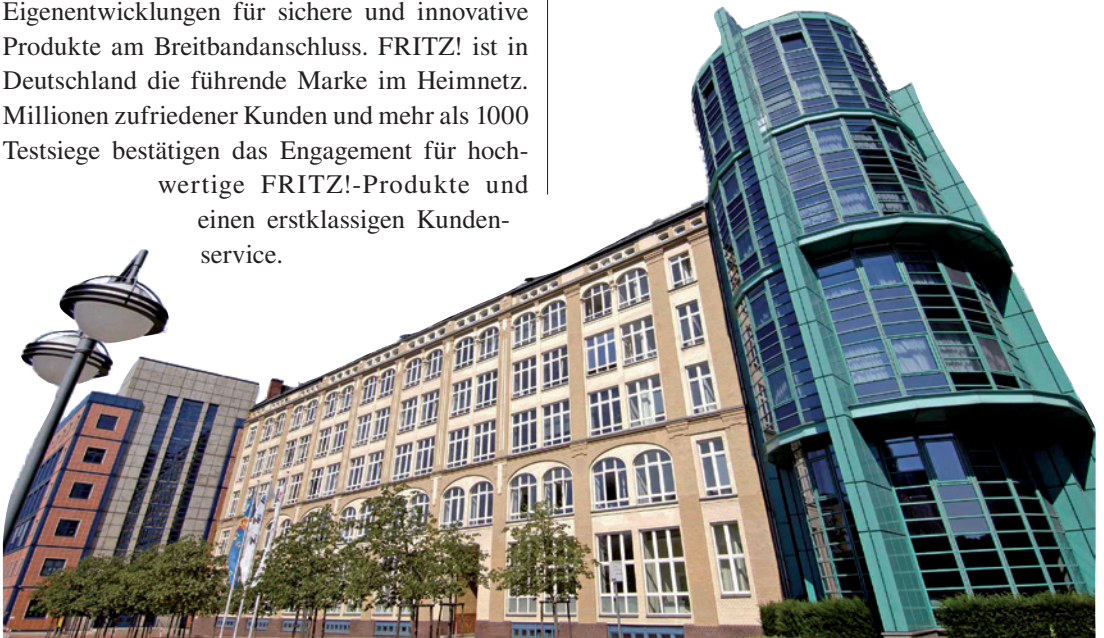 Eigenentwicklungen für sichere und innovative
Produkte am Breitbandanschluss. FRITZ! ist in
Deutschland die führende Marke im Heimnetz.
Millionen zufriedener Kunden und mehr als 1000
Testsiege bestätigen das Engagement für hoch-
wertige FRITZ!-Produkte und
einen erstklassigen Kunden-
service.